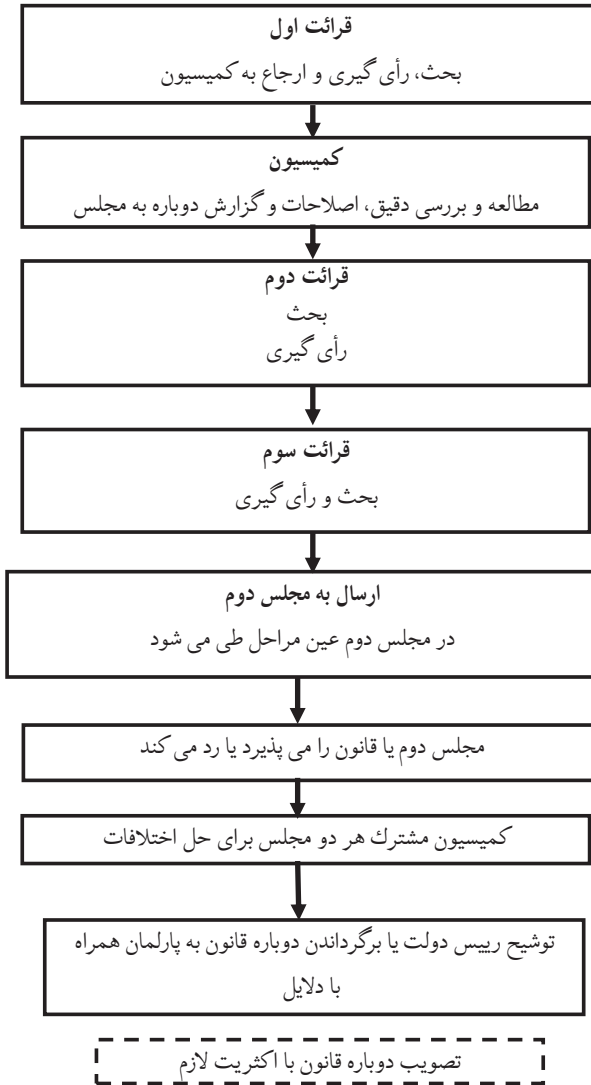 قرائت اول
بحث، رأی گیری و ارجاع به کمیسیون
کمیسیون
مطالعه و بررسی دقیق، اصلاحات و گزارش دوباره به مجلس
قرائت دوم
بحث
رأی گیری
قرائت سوم
بحث و رأی گیری
ارسال به مجلس دوم
در مجلس دوم عین مراحل طی می شود
مجلس دوم یا قانون را می پذیرد یا رد می کند
کمیسیون مشترك هر دو مجلس برای حل اختلافات
توشیح رییس دولت یا برگرداندن دوباره قانون به پارلمان همراه
با دلایل
تصویب دوباره قانون با اکثریت لازم